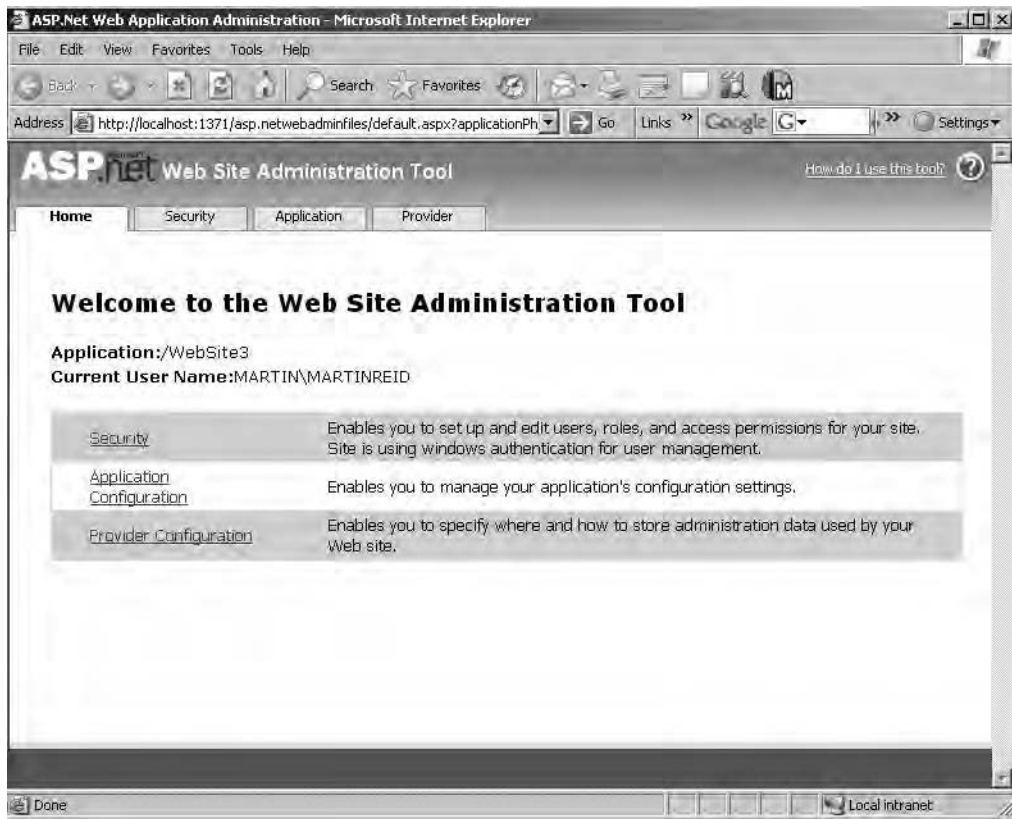 ASP.Net Web Application Administration - Microsoft Internet Explorer
File Edit View Favorites Tools Help
Back Search Favorites
Address http://localhost:1371/asp.netwebadminfiles/default.aspx?applicationPh Go Links » Google G » Settings
ASP.net Web Site Administration Tool How do I use this tool? ?
Home Security Application Provider
Welcome to the Web Site Administration Tool
Application:/WebSite3
Current User Name:MARTIN\MARTINREID
Security Enables you to set up and edit users, roles, and access permissions for your site.
Site is using windows authentication for user management.
Application
Configuration Enables you to manage your application's configuration settings.
Provider Configuration Enables you to specify where and how to store administration data used by your
Web site.
Done Local intranet